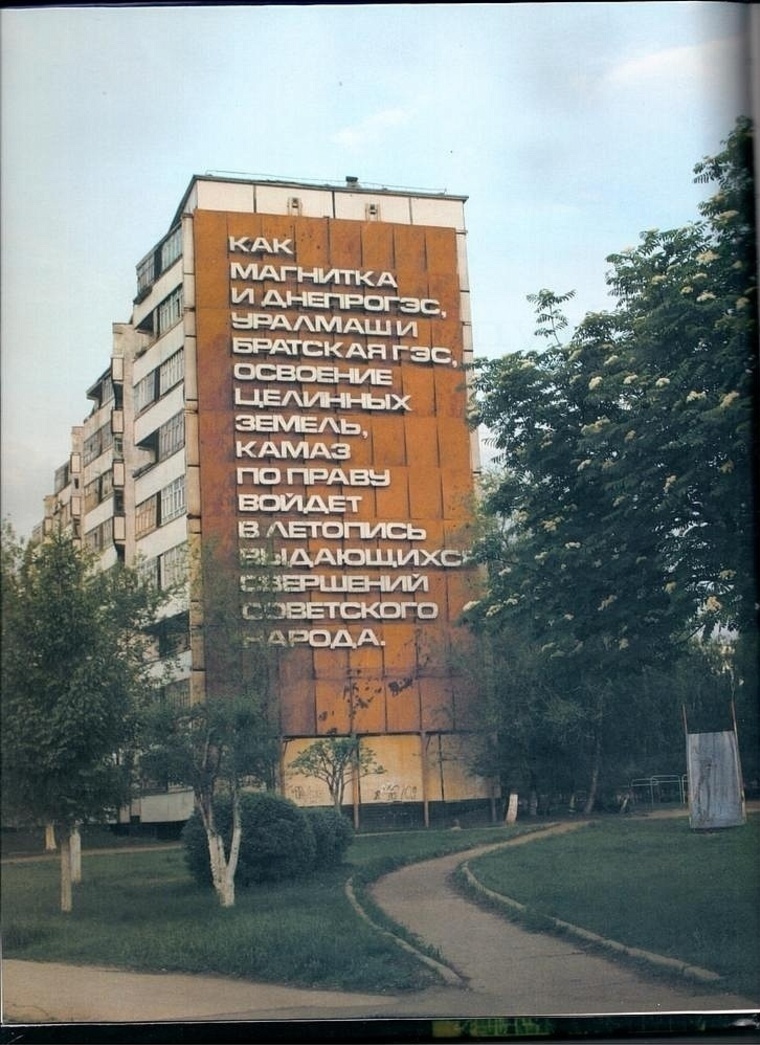 КАК
МАГНИТКА
И ДНЕПРОГЭС,
УРАЛМАШ И
БРАТСКАЯ ГЭС,
ОСВОЕНИЕ
ЦЕЛИННЫХ
ЗЕМЕЛЬ,
КАМАЗ
ПО ПРАВУ
ВОЙДЕТ
В ЛЕТОПИСЬ
ВЫДАЮЩИХСЯ
СВЕРШЕНИЙ
СОВЕТСКОГО
НАРОДА.